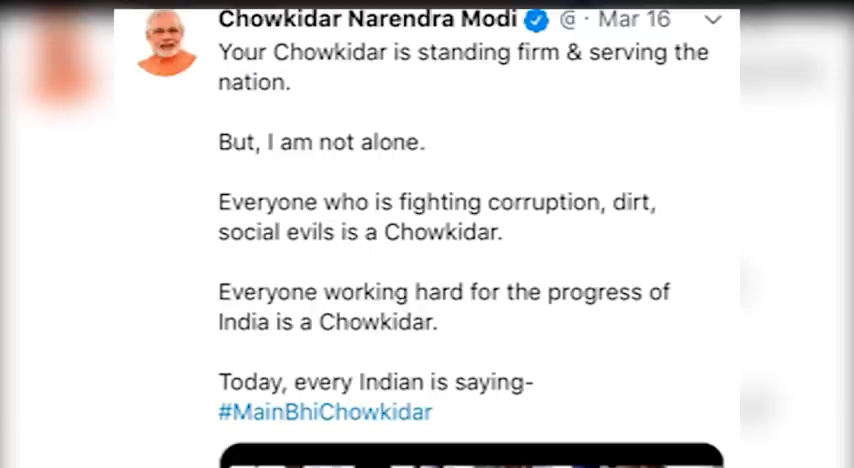 Chowkidar Narendra Modi @ · Mar 16
Your Chowkidar is standing firm & serving the
nation.
But, I am not alone.
Everyone who is fighting corruption, dirt,
social evils is a Chowkidar.
Everyone working hard for the progress of
India is a Chowkidar.
Today, every Indian is saying-
#MainBhiChowkidar